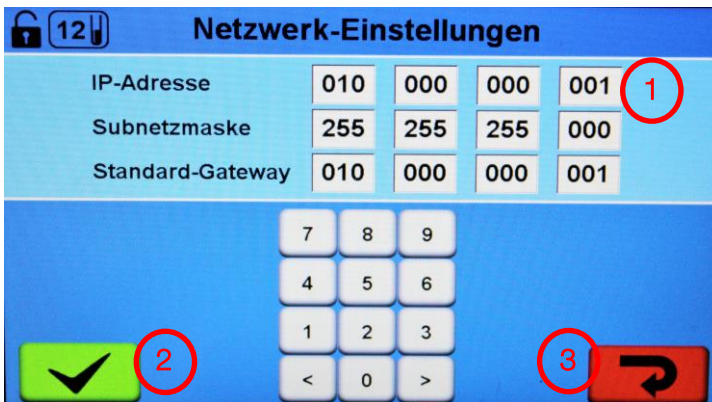 12 Netzwerk-Einstellungen
IP-Adresse 010 000 000 001 1
Subnetzmaske 255 255 255 000
Standard-Gateway 010 000 000 001
7 8 9
4 5 6
1 2 3
2 3
< 0 >